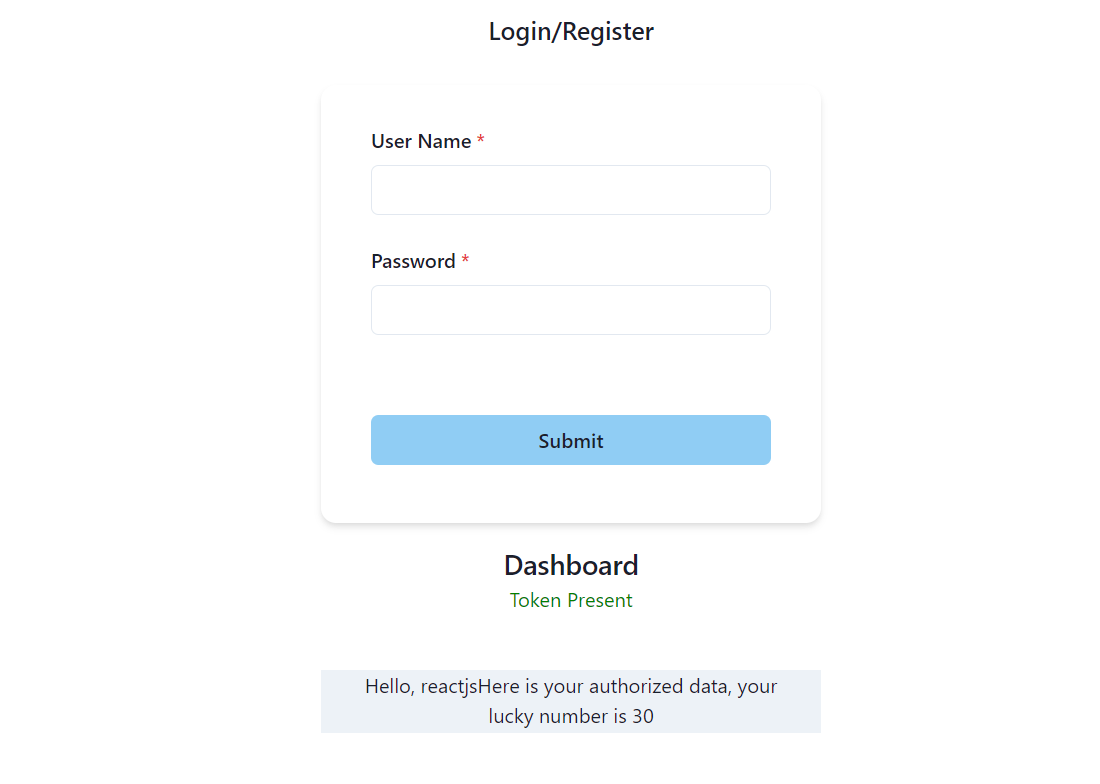 Login/Register
User Name *
Password *
Submit
Dashboard
Token Present
Hello, reactjsHere is your authorized data, your
lucky number is 30